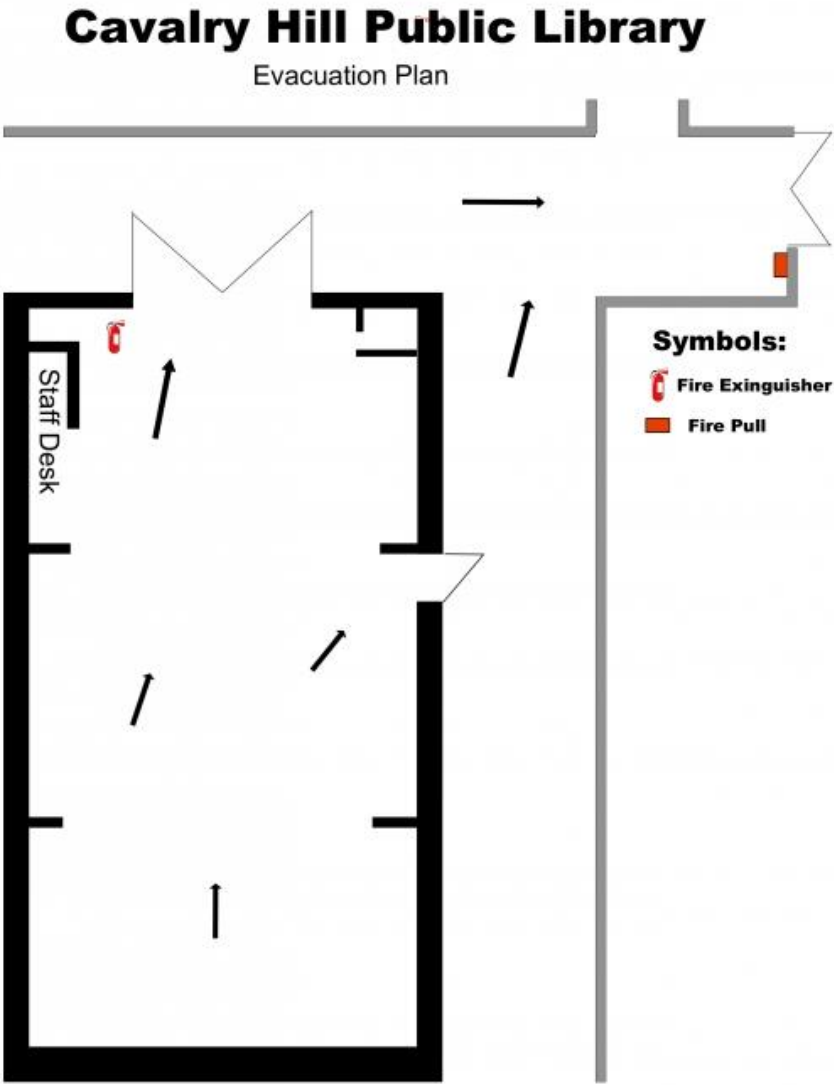 Cavalry Hill Public Library
Evacuation Plan
Staff Desk
Symbols:
Fire Exinguisher
Fire Pull